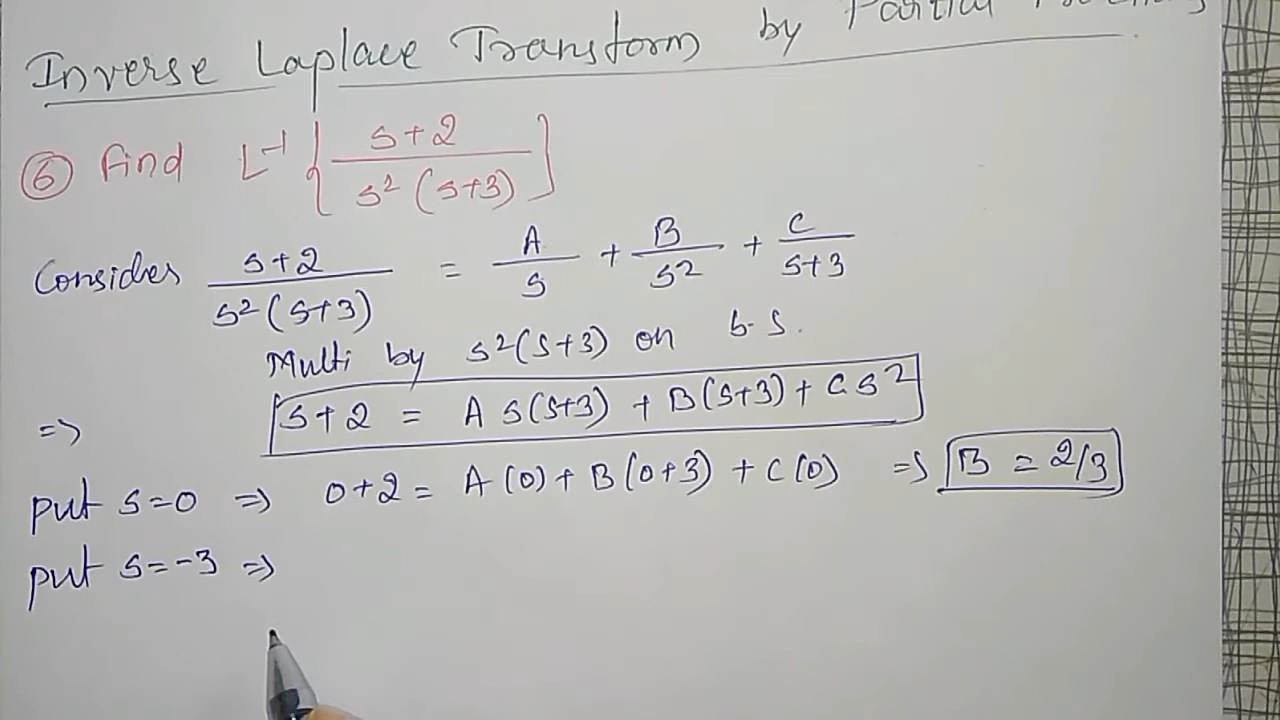 Inverse Laplace Transform by Partial
⑥ Find L⁻¹ { s+2 / s² (s+3) }
Consider s+2 / s²(s+3) = A / s + B / s² + C / s+3
Multi by s²(s+3) on b.s.
=> s+2 = A s(s+3) + B(s+3) + C s²
put s=0 => 0+2 = A(0) + B(0+3) + C(0) => B = 2/3
put s=-3 =>